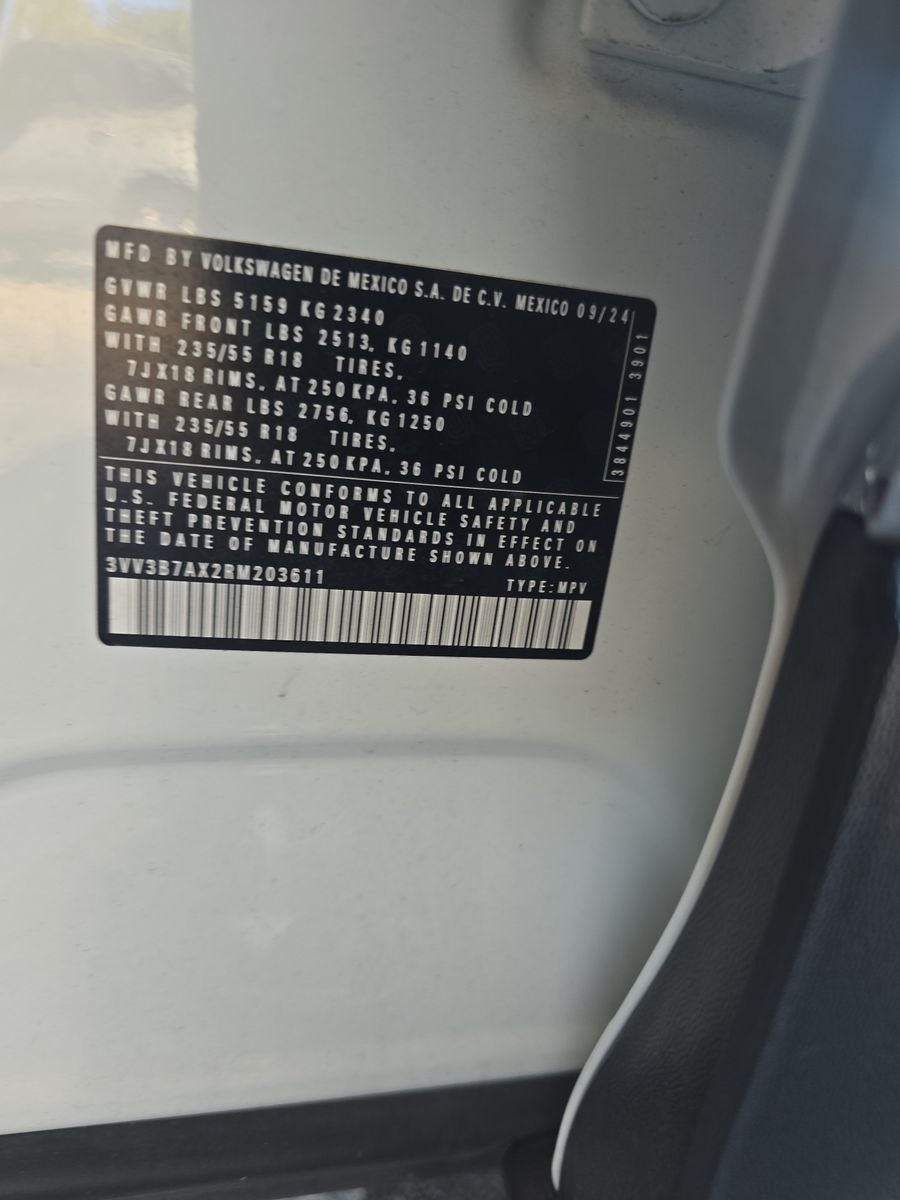 MFD BY VOLKSWAGEN DE MEXICO S.A. DE C.V. MEXICO 09/24
GVWR LBS 5159 KG 2340
GAWR FRONT LBS 2513, KG 1140
WITH 235/55 R18 TIRES,
7JX18 RIMS, AT 250 KPA, 36 PSI COLD
GAWR REAR LBS 2756, KG 1250
WITH 235/55 R18 TIRES,
7JX18 RIMS, AT 250 KPA, 36 PSI COLD
3844901 3901
THIS VEHICLE CONFORMS TO ALL APPLICABLE
U.S. FEDERAL MOTOR VEHICLE SAFETY AND
THEFT PREVENTION STANDARDS IN EFFECT ON
THE DATE OF MANUFACTURE SHOWN ABOVE.
3VV3B7AX2RM203611
TYPE:MPV